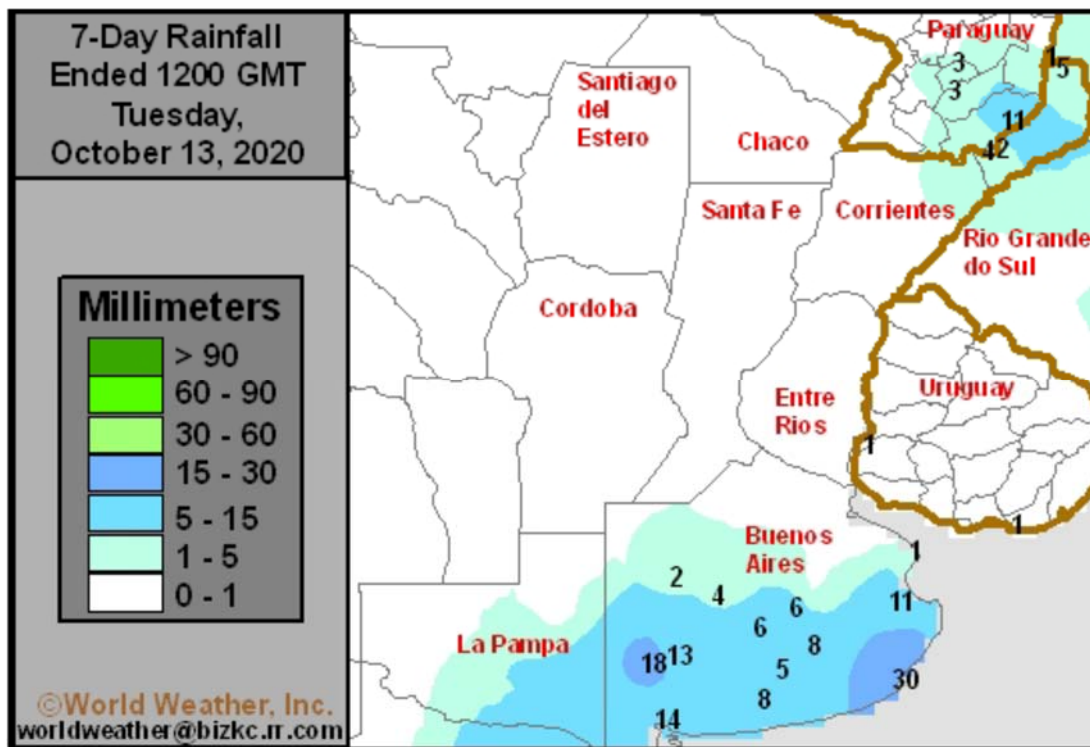 7-Day Rainfall
Ended 1200 GMT
Tuesday,
October 13, 2020
Millimeters
> 90
60 - 90
30 - 60
15 - 30
5 - 15
1 - 5
0 - 1
©World Weather, Inc.
worldweather@bizkc.rr.com
Paraguay
1
5
3
3
11
42
Santiago
del
Estero
Chaco
Santa Fe
Corrientes
Rio Grande
do Sul
Cordoba
Entre
Rios
Uruguay
1
1
Buenos
Aires
1
2
4
6
11
6
8
La Pampa
18
13
5
30
8
14